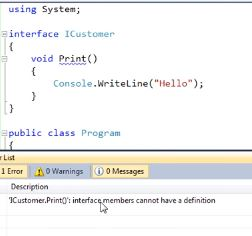 using System;
interface ICustomer
{
void Print()
{
Console.WriteLine("Hello");
}
}
public class Program
{
r List
1 Error
0 Warnings
0 Messages
Description
'ICustomer.Print()': interface members cannot have a definition